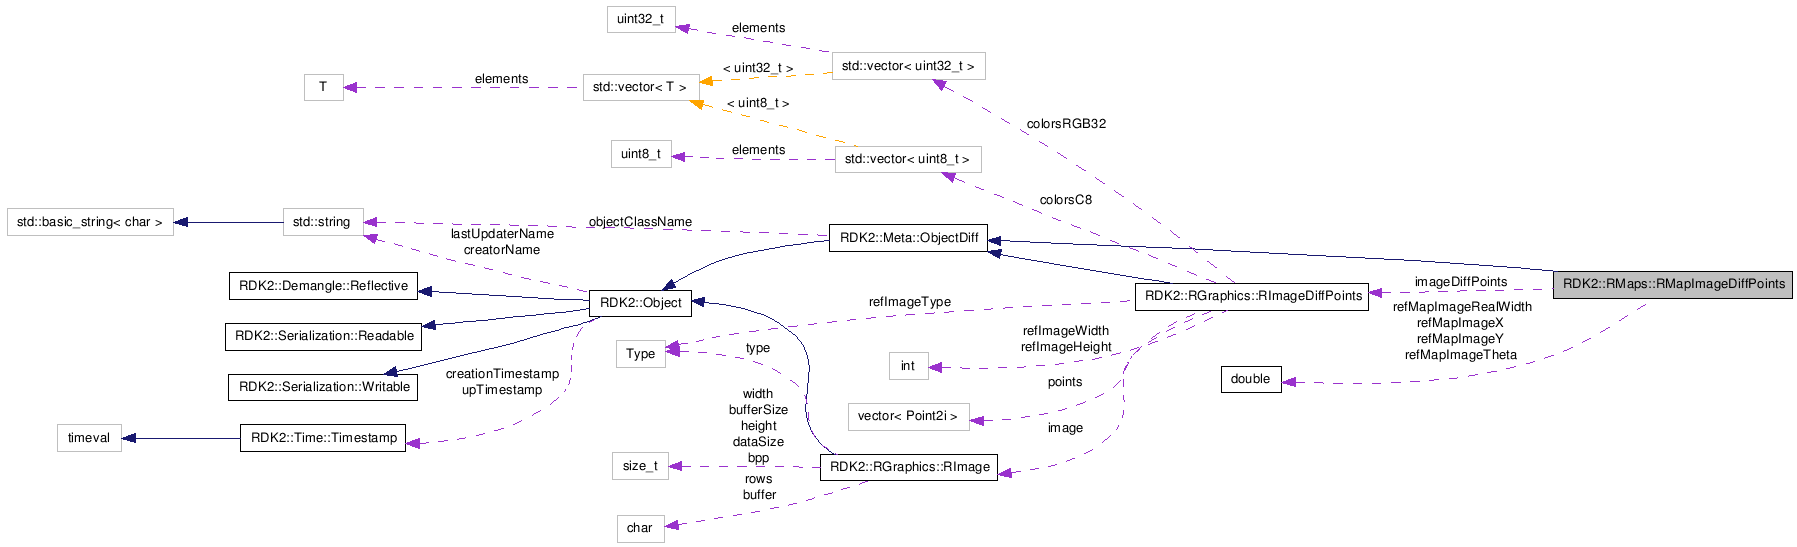 uint32_t
elements
std::vector< uint32_t >
< uint32_t >
T
elements
std::vector< T >
< uint8_t >
colorsRGB32
uint8_t
elements
std::vector< uint8_t >
colorsC8
std::basic_string< char >
std::string
objectClassName
lastUpdaterName
creatorName
RDK2::Meta::ObjectDiff
RDK2::Demangle::Reflective
RDK2::Object
refImageType
RDK2::RGraphics::RImageDiffPoints
imageDiffPoints
RDK2::RMaps::RMapImageDiffPoints
refMapImageRealWidth
refMapImageX
refMapImageY
refMapImageTheta
RDK2::Serialization::Readable
refImageWidth
refImageHeight
Type
type
int
double
RDK2::Serialization::Writable
creationTimestamp
upTimestamp
points
width
bufferSize
height
dataSize
bpp
vector< Point2i >
image
timeval
RDK2::Time::Timestamp
size_t
RDK2::RGraphics::RImage
rows
buffer
char